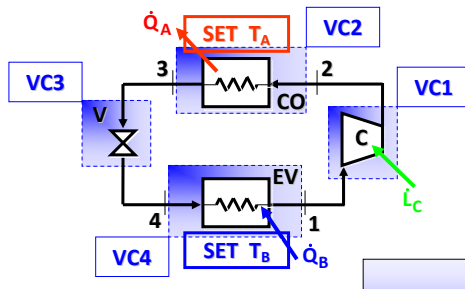 Q̇A SET TA VC2
VC3 3 2 VC1
V CO C
EV L̇C
4 1
VC4 SET TB Q̇B